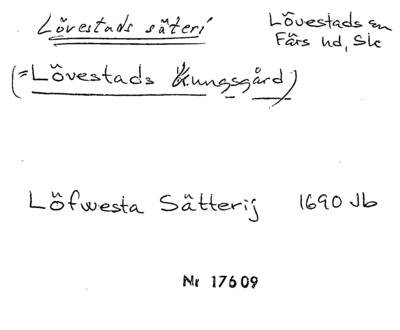 Lövestads säteri
Lövestads sn
Färs hd, Sk
(=Lövestads Kungsgård)
Löfwesta Sätterij 1690 Jb
Nr 17609